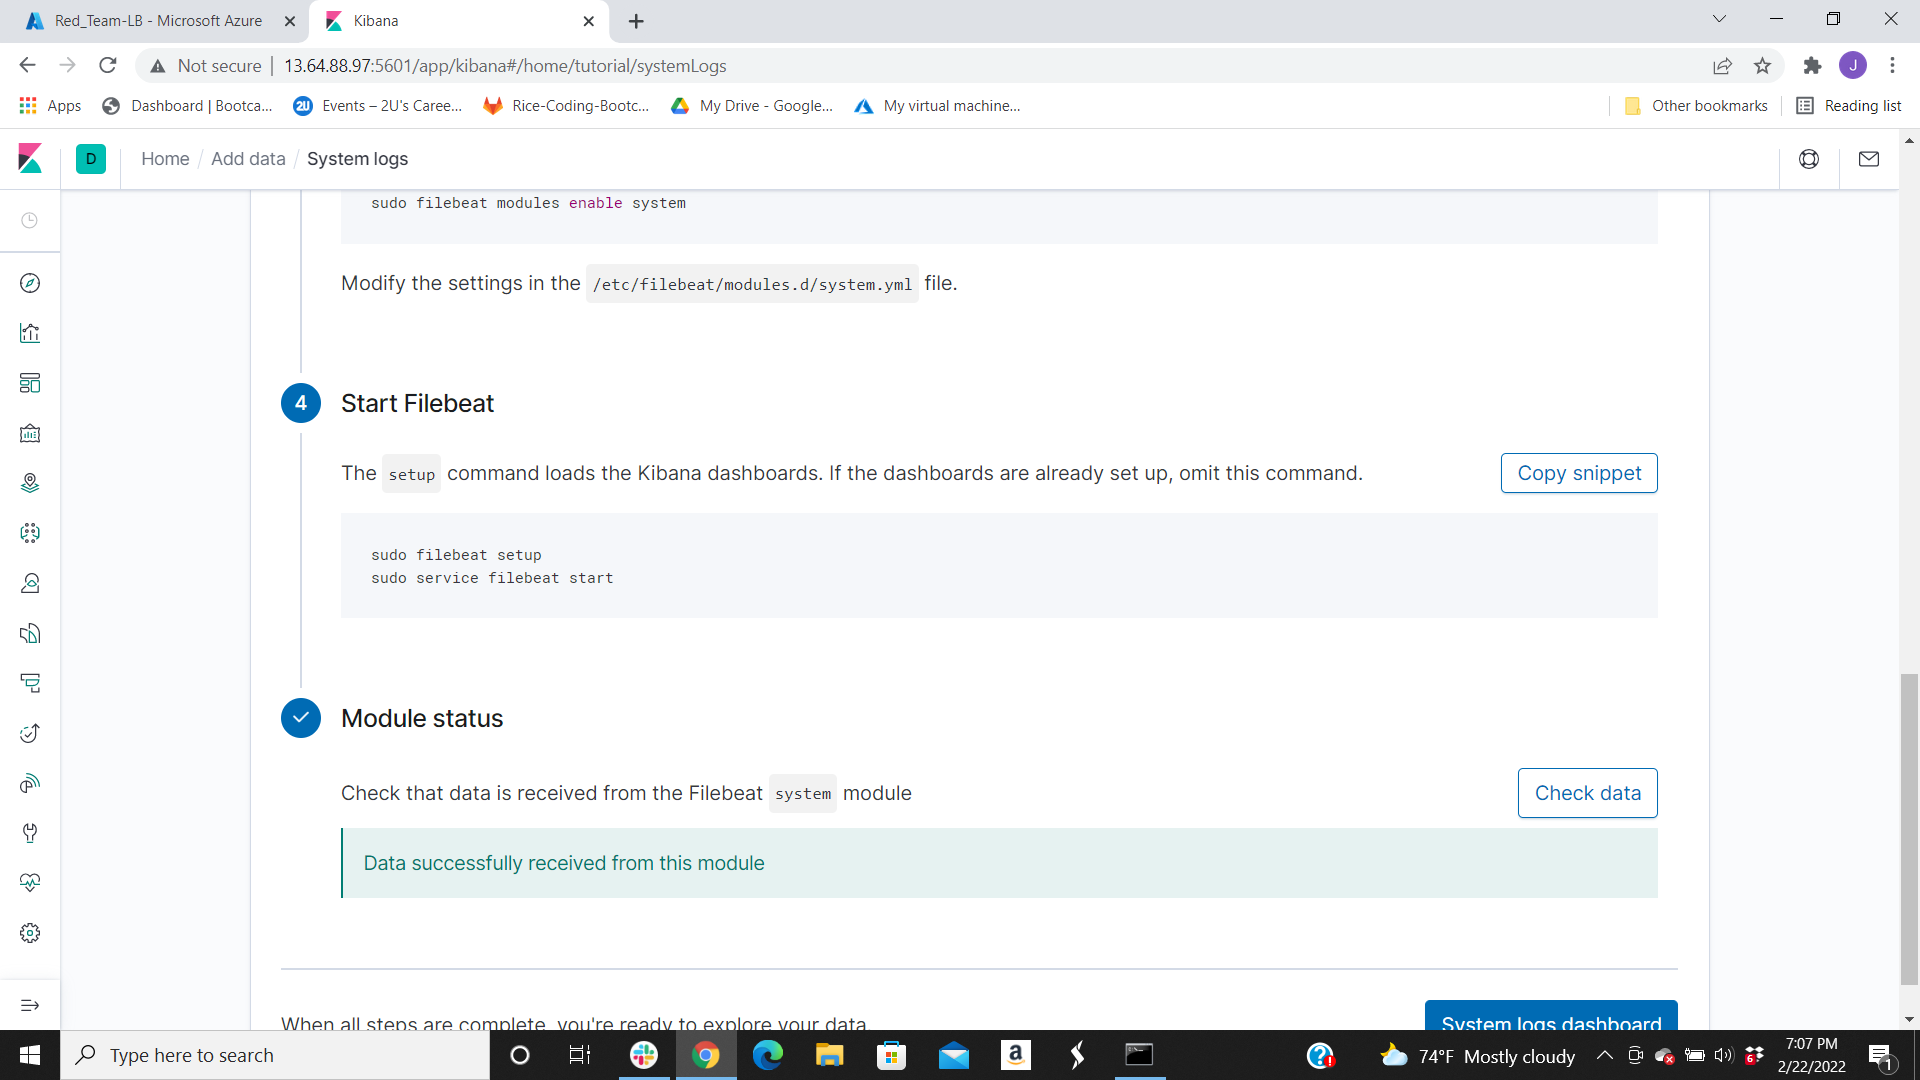 Red_Team-LB - Microsoft Azure
Kibana
Not secure
13.64.88.97:5601/app/kibana#/home/tutorial/systemLogs
J
Apps
Dashboard | Bootca...
2U
Events – 2U's Caree...
Rice-Coding-Bootc...
My Drive - Google...
My virtual machine...
Other bookmarks
Reading list
D
Home / Add data / System logs
sudo filebeat modules enable system
Modify the settings in the /etc/filebeat/modules.d/system.yml file.
4
Start Filebeat
The setup command loads the Kibana dashboards. If the dashboards are already set up, omit this command.
Copy snippet
sudo filebeat setup
sudo service filebeat start
Module status
Check that data is received from the Filebeat system module
Check data
Data successfully received from this module
When all steps are complete, you're ready to explore your data.
System logs dashboard
Type here to search
a
74°F Mostly cloudy
6
7:07 PM
2/22/2022
1